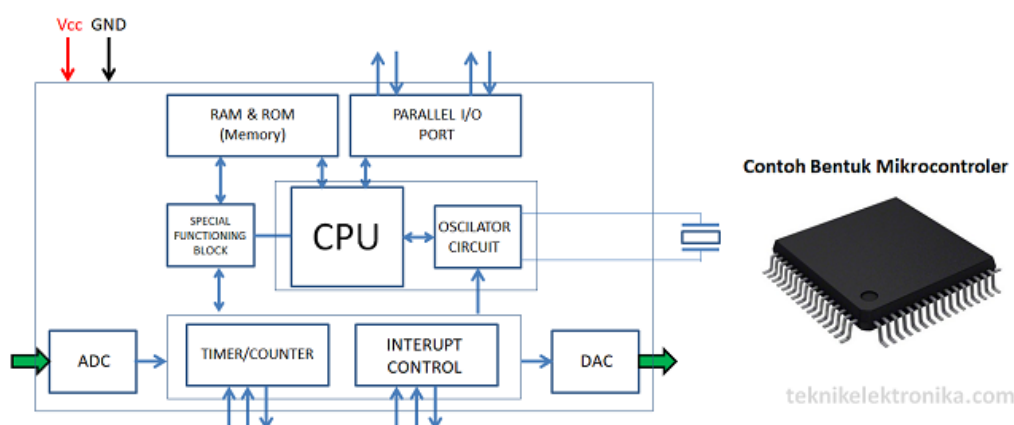 Vcc GND
RAM & ROM
(Memory)
PARALLEL I/O
PORT
Contoh Bentuk Mikrocontroler
SPECIAL
FUNCTIONING
BLOCK
CPU
OSCILATOR
CIRCUIT
ADC
TIMER/COUNTER
INTERUPT
CONTROL
DAC
teknikelektronika.com